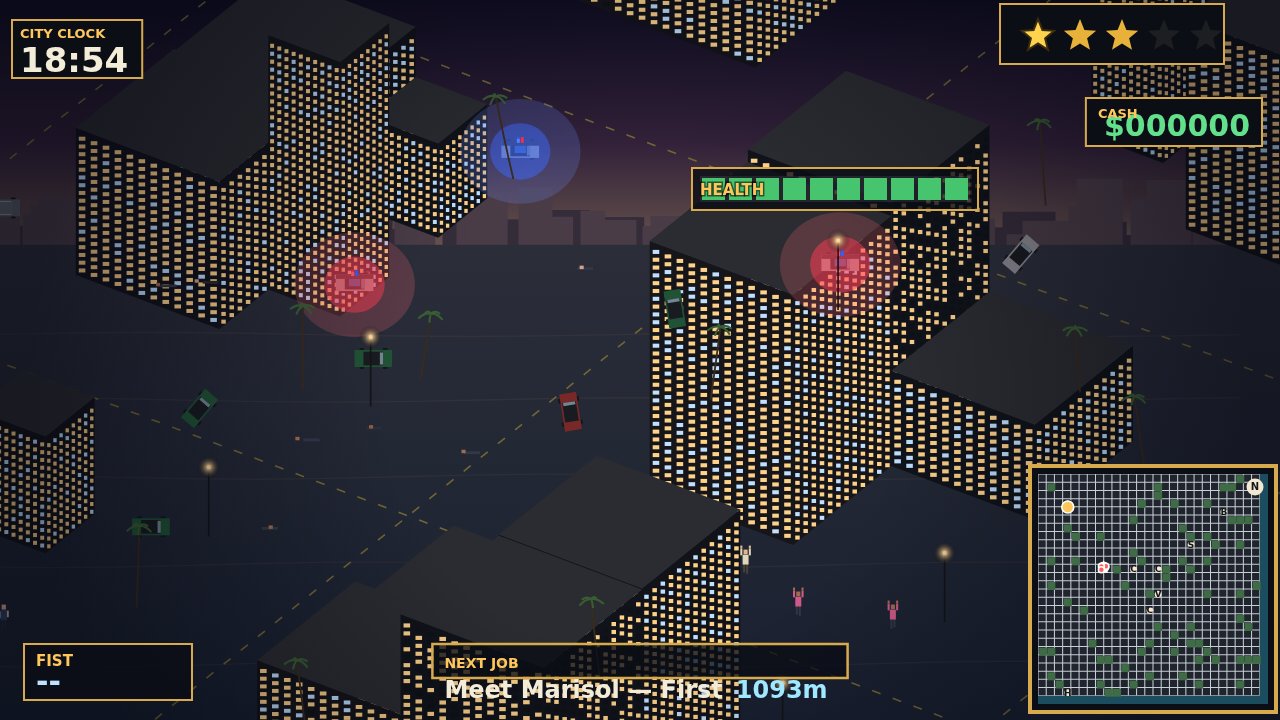 CITY CLOCK
18:54
CASH
$000000
HEALTH
N
S
V
FIST
--
NEXT JOB
Meet Marisol — First 1093m